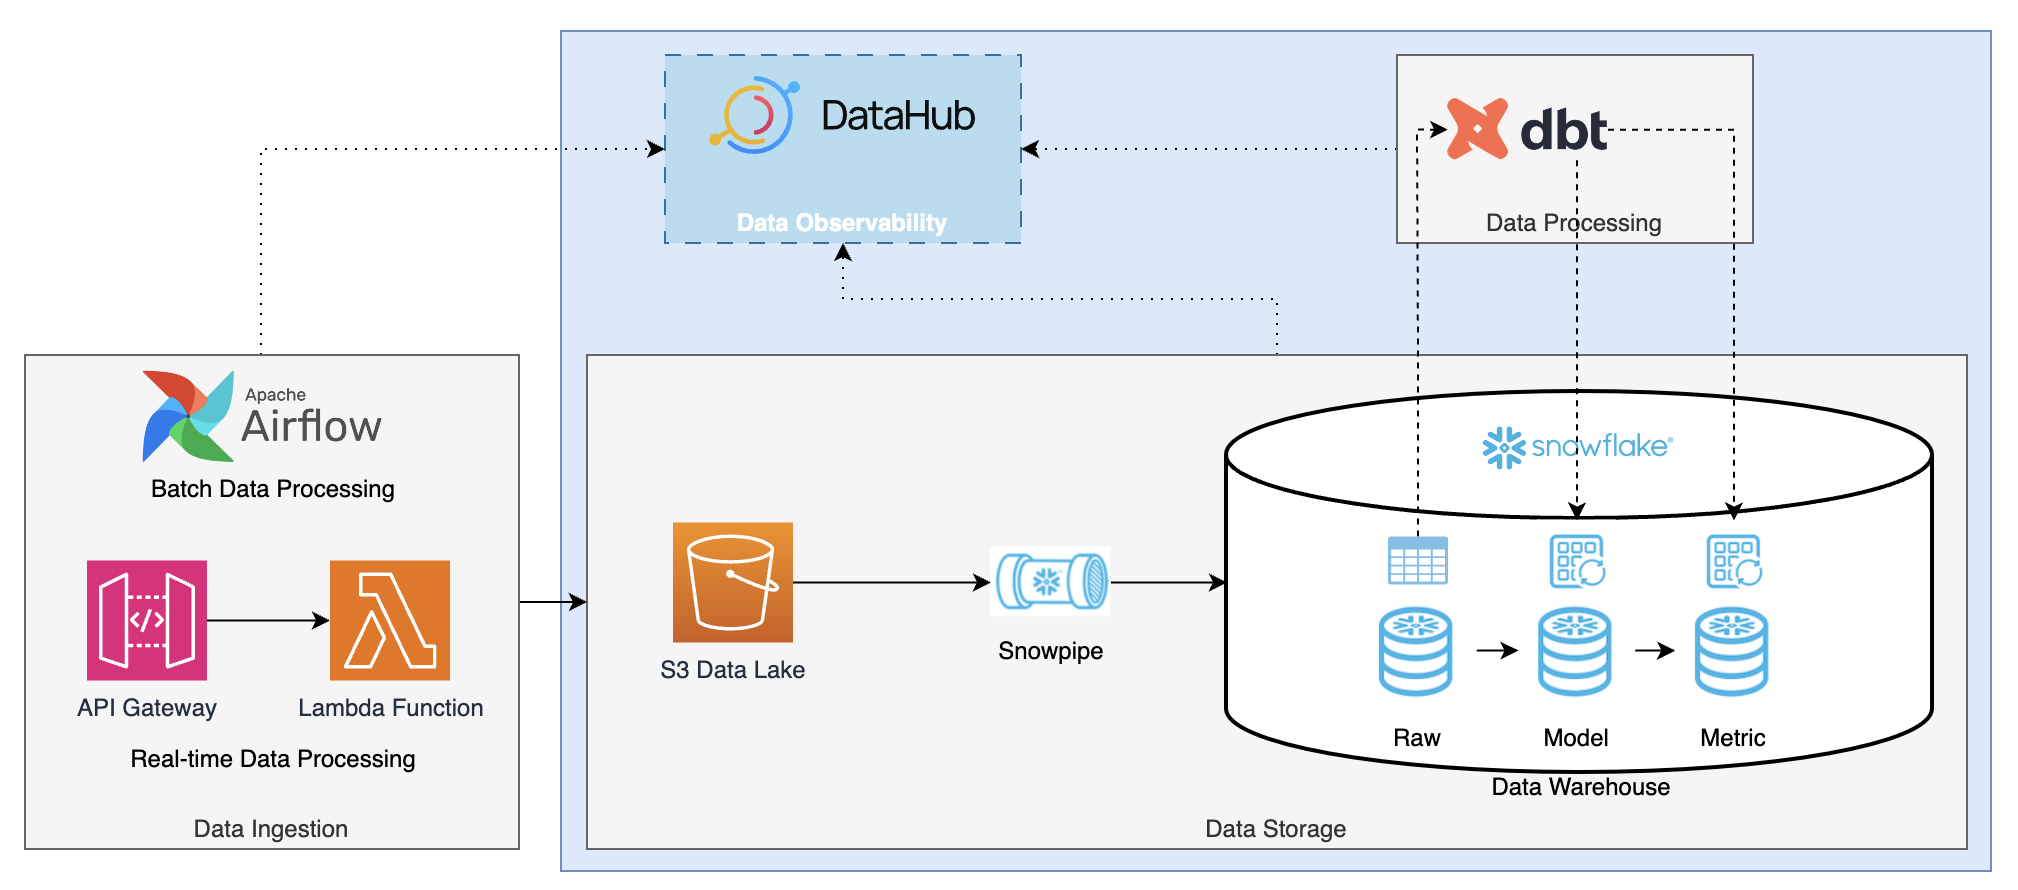 DataHub
Data Observability
dbt
Data Processing
Apache
Airflow
Batch Data Processing
</>
API Gateway
Lambda Function
Real-time Data Processing
Data Ingestion
S3 Data Lake
Snowpipe
snowflake®
Raw
Model
Metric
Data Warehouse
Data Storage